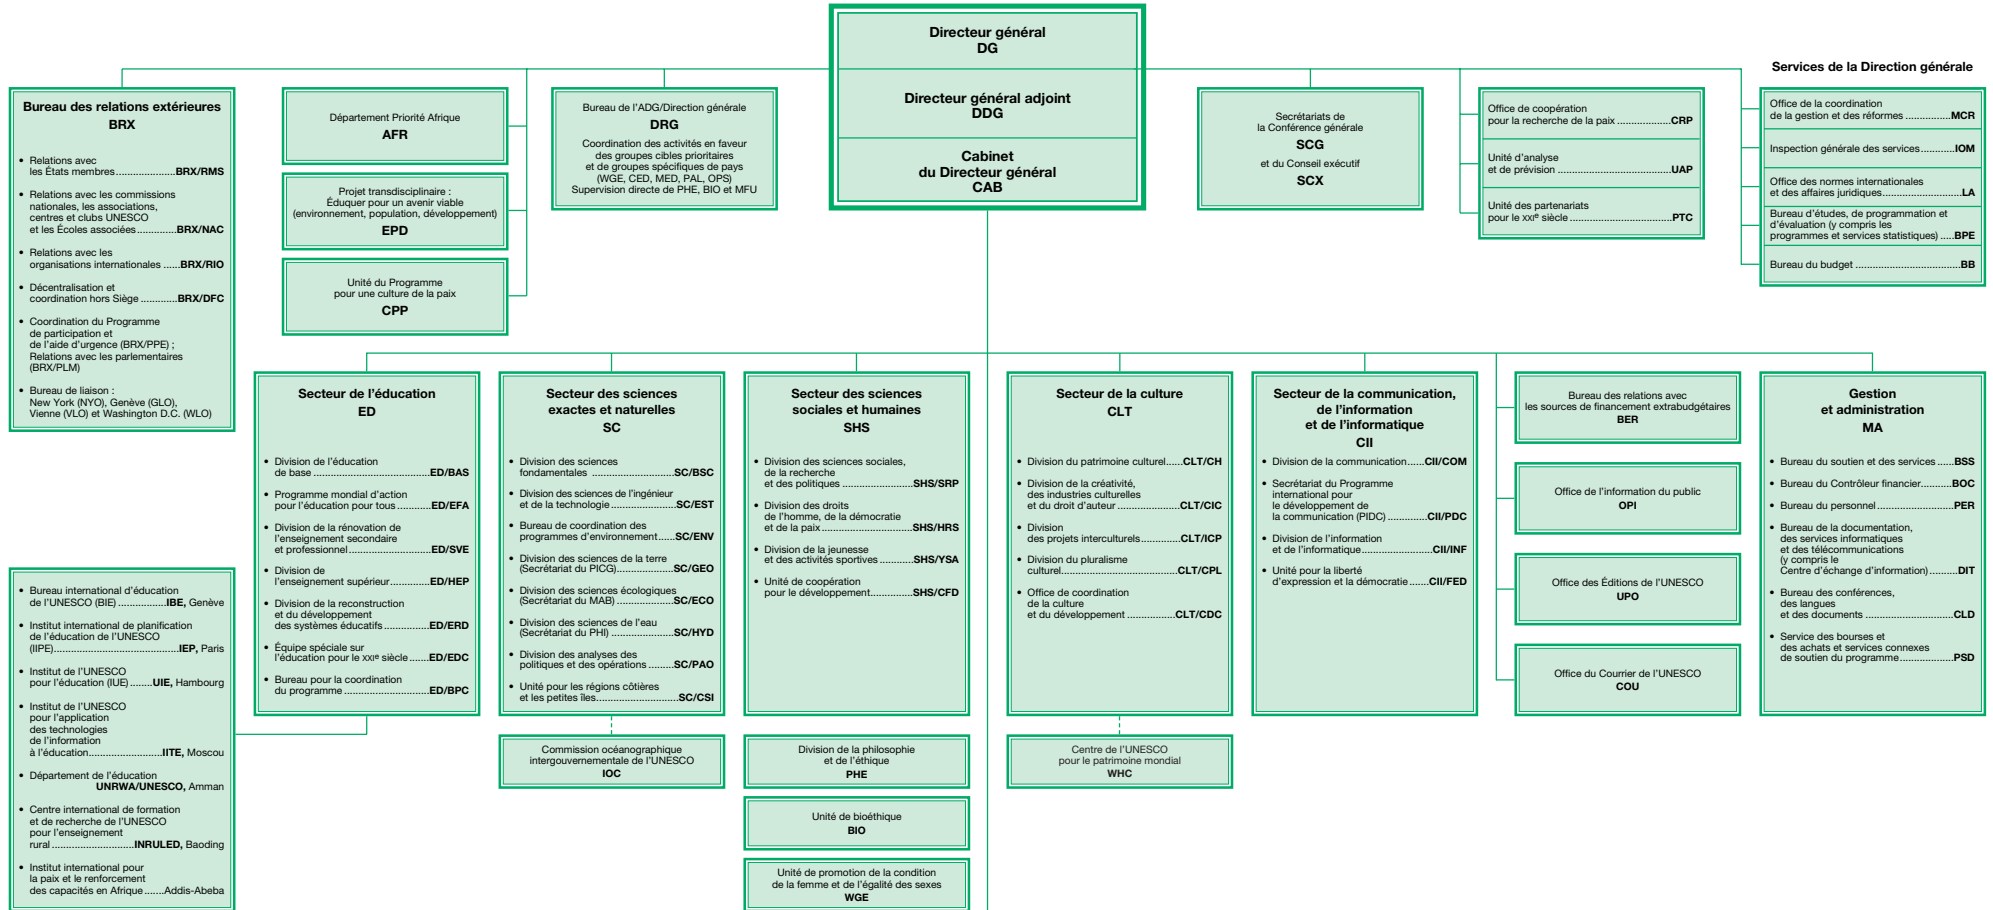 Directeur général
DG
Directeur général adjoint
DDG
Cabinet
du Directeur général
CAB
Bureau des relations extérieures
BRX
• Relations avec
les États membres.....................BRX/RMS
• Relations avec les commissions
nationales, les associations,
centres et clubs UNESCO
et les Écoles associées.............BRX/NAC
• Relations avec les
organisations internationales ......BRX/RIO
• Décentralisation et
coordination hors Siège ............BRX/DFC
• Coordination du Programme
de participation et
de l'aide d'urgence (BRX/PPE) ;
Relations avec les parlementaires
(BRX/PLM)
• Bureau de liaison :
New York (NYO), Genève (GLO),
Vienne (VLO) et Washington D.C. (WLO)
Département Priorité Afrique
AFR
Projet transdisciplinaire :
Éduquer pour un avenir viable
(environnement, population, développement)
EPD
Unité du Programme
pour une culture de la paix
CPP
Bureau de l'ADG/Direction générale
DRG
Coordination des activités en faveur
des groupes cibles prioritaires
et de groupes spécifiques de pays
(WGE, CED, MED, PAL, OPS)
Supervision directe de PHE, BIO et MFU
Secrétariats de
la Conférence générale
SCG
et du Conseil exécutif
SCX
Office de coopération
pour la recherche de la paix ..................CRP
Unité d'analyse
et de prévision ......................................UAP
Unité des partenariats
pour le XXIe siècle ..................................PTC
Services de la Direction générale
Office de la coordination
de la gestion et des réformes ...............MCR
Inspection générale des services...........IOM
Office des normes internationales
et des affaires juridiques...........................LA
Bureau d'études, de programmation et
d'évaluation (y compris les
programmes et services statistiques) .....BPE
Bureau du budget ...................................BB
Secteur de l'éducation
ED
• Division de l'éducation
de base .......................................ED/BAS
• Programme mondial d'action
pour l'éducation pour tous ...........ED/EFA
• Division de la rénovation de
l'enseignement secondaire
et professionnel...........................ED/SVE
• Division de
l'enseignement supérieur.............ED/HEP
• Division de la reconstruction
et du développement
des systèmes éducatifs...............ED/ERD
• Équipe spéciale sur
l'éducation pour le XXIe siècle ......ED/EDC
• Bureau pour la coordination
du programme ............................ED/BPC
Secteur des sciences
exactes et naturelles
SC
• Division des sciences
fondamentales ...........................SC/BSC
• Division des sciences de l'ingénieur
et de la technologie......................SC/EST
• Bureau de coordination des
programmes d'environnement......SC/ENV
• Division des sciences de la terre
(Secrétariat du PICG)...................SC/GEO
• Division des sciences écologiques
(Secrétariat du MAB) ...................SC/ECO
• Division des sciences de l'eau
(Secrétariat du PHI) .....................SC/HYD
• Division des analyses des
politiques et des opérations ........SC/PAO
• Unité pour les régions côtières
et les petites îles...........................SC/CSI
Secteur des sciences
sociales et humaines
SHS
• Division des sciences sociales,
de la recherche
et des politiques .......................SHS/SRP
• Division des droits
de l'homme, de la démocratie
et de la paix..............................SHS/HRS
• Division de la jeunesse
et des activités sportives...........SHS/YSA
• Unité de coopération
pour le développement..............SHS/CFD
Secteur de la culture
CLT
• Division du patrimoine culturel.....CLT/CH
• Division de la créativité,
des industries culturelles
et du droit d'auteur....................CLT/CIC
• Division
des projets interculturels.............CLT/ICP
• Division du pluralisme
culturel......................................CLT/CPL
• Office de coordination
de la culture
et du développement ................CLT/CDC
Secteur de la communication,
de l'information
et de l'informatique
CII
• Division de la communication......CII/COM
• Secrétariat du Programme
international pour
le développement de
la communication (PIDC) .............CII/PDC
• Division de l'information
et de l'informatique.......................CII/INF
• Unité pour la liberté
d'expression et la démocratie ......CII/FED
Bureau des relations avec
les sources de financement extrabudgétaires
BER
Office de l'information du public
OPI
Office des Éditions de l'UNESCO
UPO
Office du Courrier de l'UNESCO
COU
Gestion
et administration
MA
• Bureau du soutien et des services .....BSS
• Bureau du Contrôleur financier..........BOC
• Bureau du personnel.........................PER
• Bureau de la documentation,
des services informatiques
et des télécommunications
(y compris le
Centre d'échange d'information) .........DIT
• Bureau des conférences,
des langues
et des documents ............................CLD
• Service des bourses et
des achats et services connexes
de soutien du programme..................PSD
• Bureau international d'éducation
de l'UNESCO (BIE) ................IBE, Genève
• Institut international de planification
de l'éducation de l'UNESCO
(IIPE).........................................IEP, Paris
• Institut de l'UNESCO
pour l'éducation (IUE) .......UIE, Hambourg
• Institut de l'UNESCO
pour l'application
des technologies
de l'information
à l'éducation........................IITE, Moscou
• Département de l'éducation
UNRWA/UNESCO, Amman
• Centre international de formation
et de recherche de l'UNESCO
pour l'enseignement
rural ...........................INRULED, Baoding
• Institut international pour
la paix et le renforcement
des capacités en Afrique .......Addis-Abeba
Commission océanographique
intergouvernementale de l'UNESCO
IOC
Division de la philosophie
et de l'éthique
PHE
Unité de bioéthique
BIO
Unité de promotion de la condition
de la femme et de l'égalité des sexes
WGE
Centre de l'UNESCO
pour le patrimoine mondial
WHC